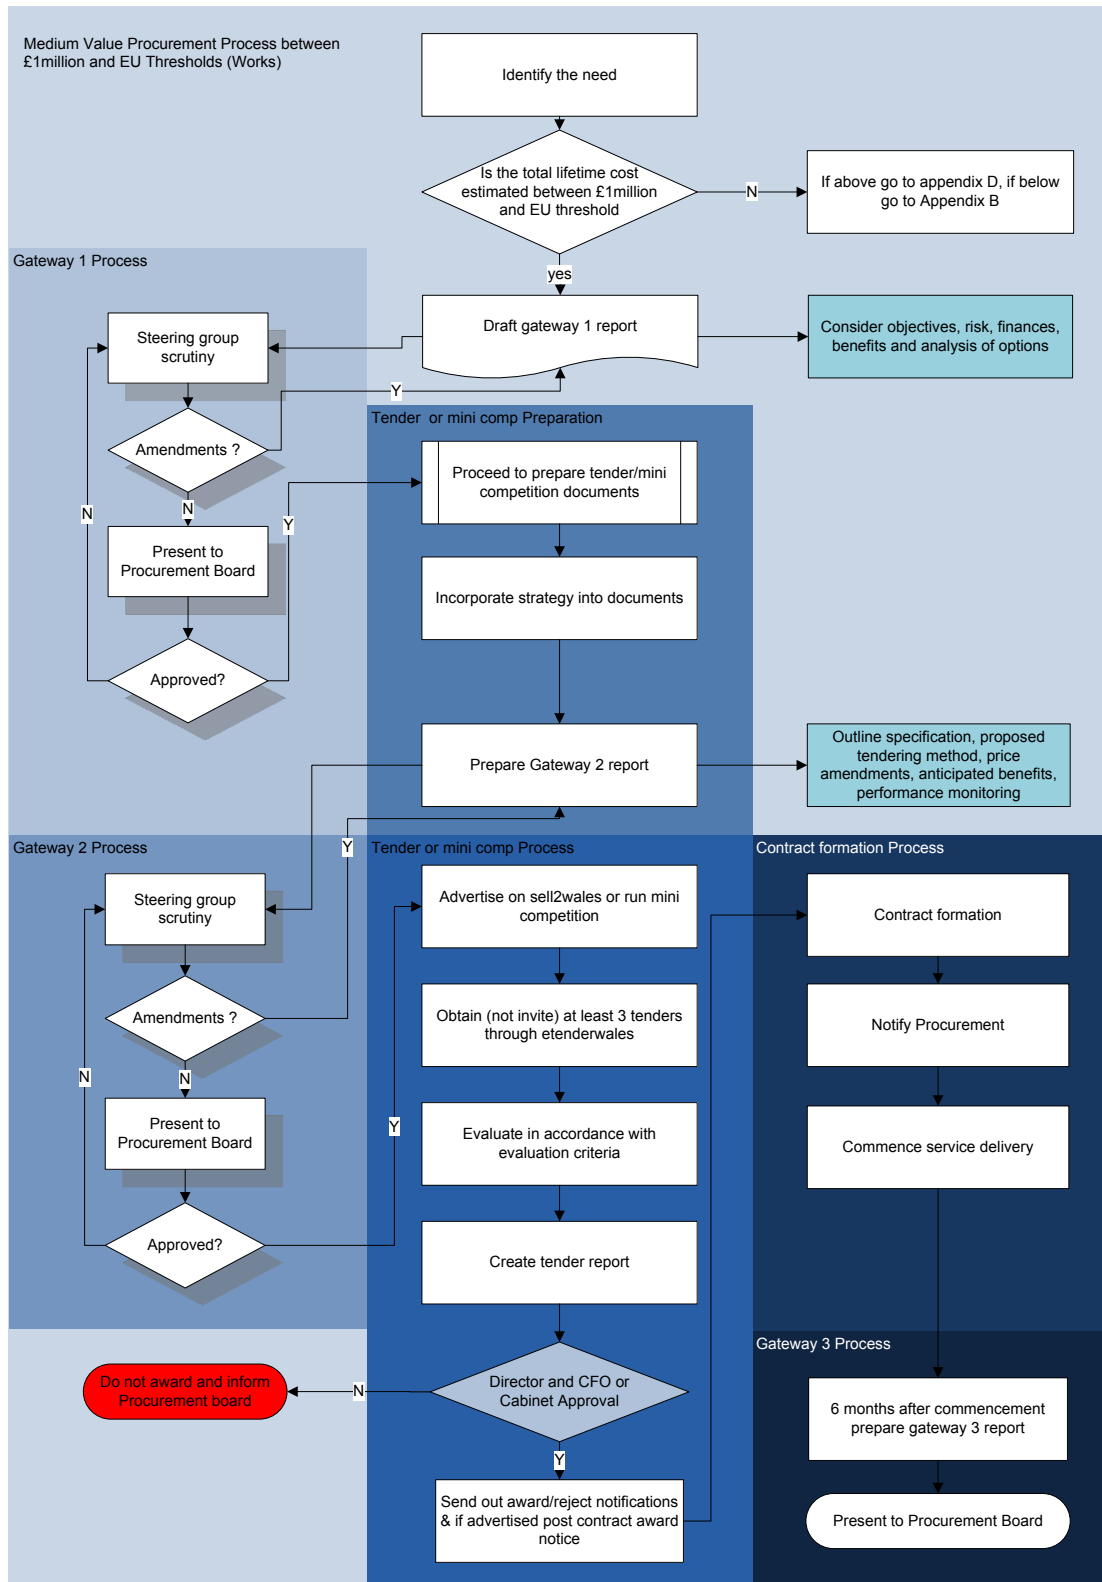 Medium Value Procurement Process between
£1million and EU Thresholds (Works)
Identify the need
Is the total lifetime cost
estimated between £1million
and EU threshold
N
If above go to appendix D, if below
go to Appendix B
yes
Gateway 1 Process
Steering group
scrutiny
Draft gateway 1 report
Consider objectives, risk, finances,
benefits and analysis of options
Y
Amendments ?
N
N
Y
Present to
Procurement Board
Approved?
Tender or mini comp Preparation
Proceed to prepare tender/mini
competition documents
Incorporate strategy into documents
Prepare Gateway 2 report
Outline specification, proposed
tendering method, price
amendments, anticipated benefits,
performance monitoring
Gateway 2 Process
Y
Steering group
scrutiny
Amendments ?
N
N
Present to
Procurement Board
Y
Approved?
Tender or mini comp Process
Advertise on sell2wales or run mini
competition
Obtain (not invite) at least 3 tenders
through etenderwales
Evaluate in accordance with
evaluation criteria
Create tender report
Director and CFO or
Cabinet Approval
N
Do not award and inform
Procurement board
Y
Send out award/reject notifications
& if advertised post contract award
notice
Contract formation Process
Contract formation
Notify Procurement
Commence service delivery
Gateway 3 Process
6 months after commencement
prepare gateway 3 report
Present to Procurement Board